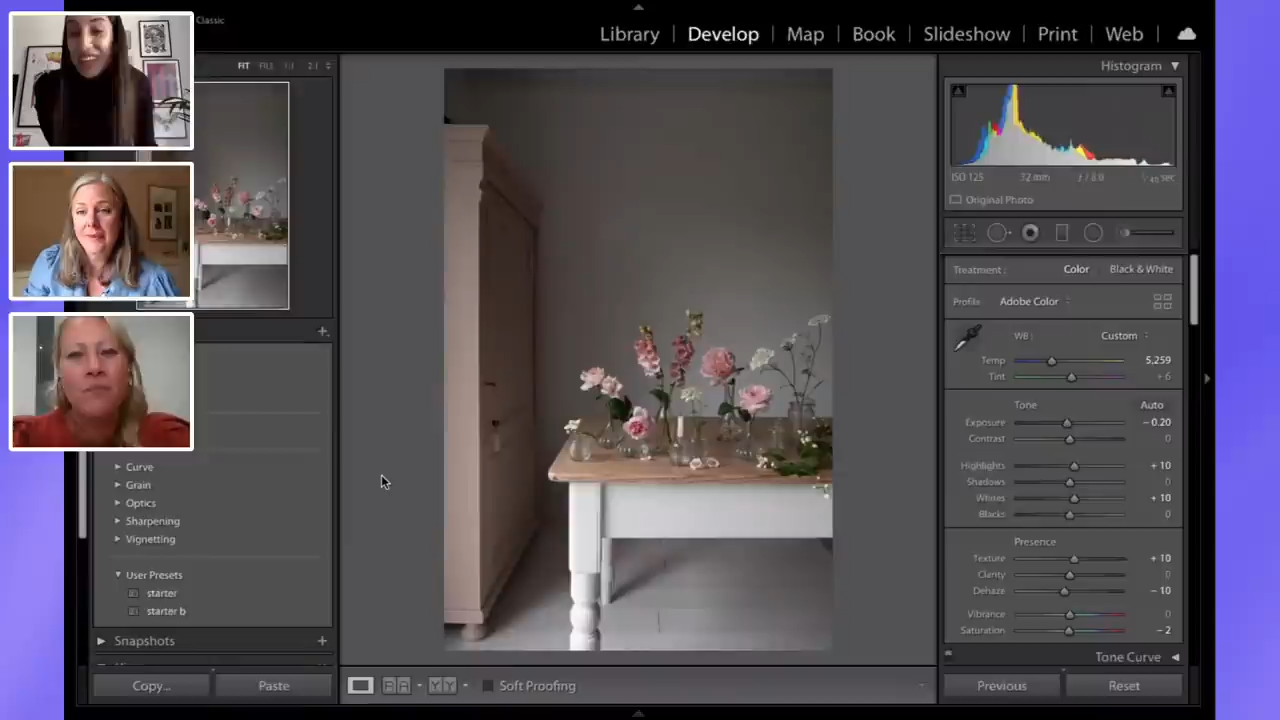 Classic
Library | Develop | Map | Book | Slideshow | Print | Web |
FIT FILL 1:1 2:1
Histogram
ISO 125 32 mm ƒ / 8.0
Original Photo
Treatment : Color Black & White
Profile Adobe Color
WB : Custom
Temp 5,259
Tint + 6
Tone Auto
Exposure − 0.20
Contrast 0
Highlights + 10
Shadows 0
Whites + 10
Blacks 0
Presence
Texture + 10
Clarity 0
Dehaze − 10
Vibrance 0
Saturation − 2
Tone Curve
Previous Reset
Curve
Grain
Optics
Sharpening
Vignetting
User Presets
starter
starter b
Snapshots
Copy... Paste
Soft Proofing